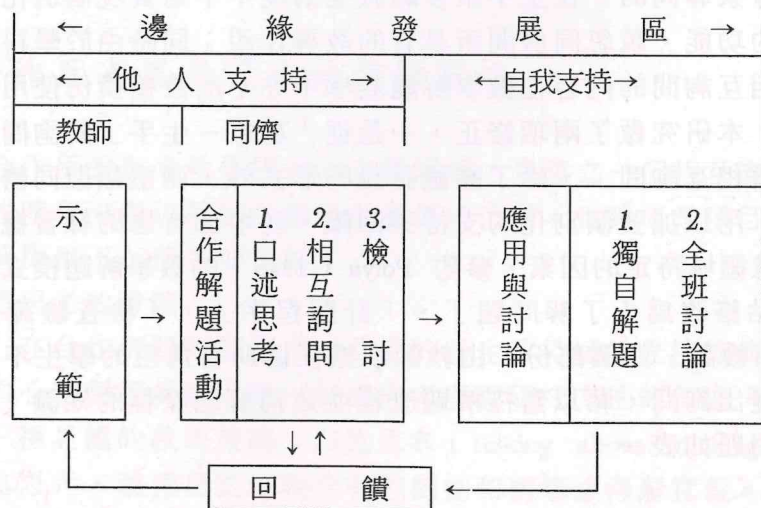 ← 邊緣發展區 →
← 他人支持 →
←自我支持→
教師
同儕
示範
→
合作解題活動
1.口述思考
2.相互詢問
3.檢討
→
應用與討論
1.獨自解題
2.全班討論
↓↑
回饋